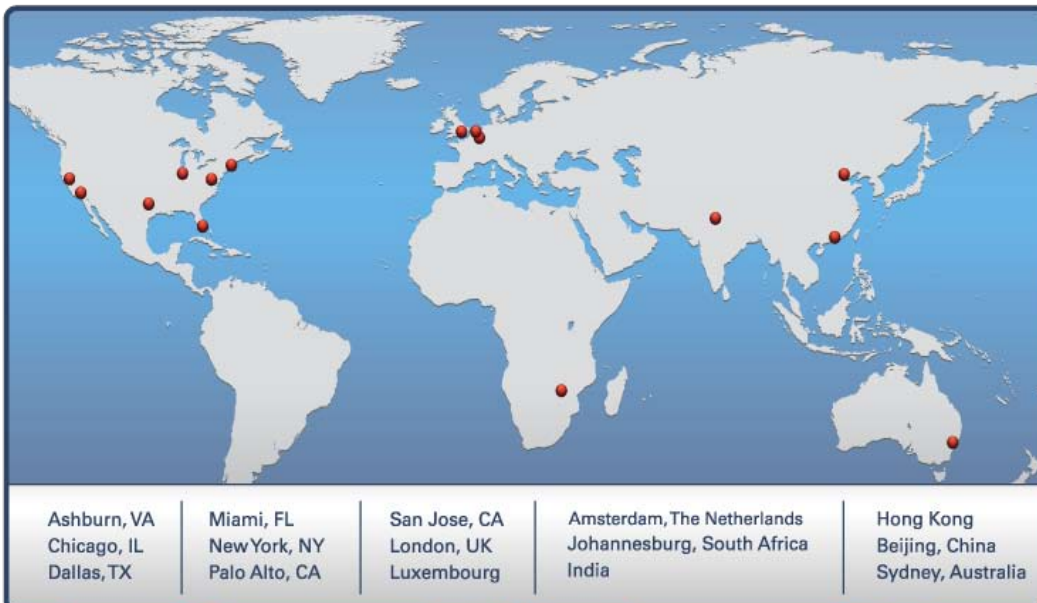 Ashburn, VA
Chicago, IL
Dallas, TX
Miami, FL
New York, NY
Palo Alto, CA
San Jose, CA
London, UK
Luxembourg
Amsterdam, The Netherlands
Johannesburg, South Africa
India
Hong Kong
Beijing, China
Sydney, Australia